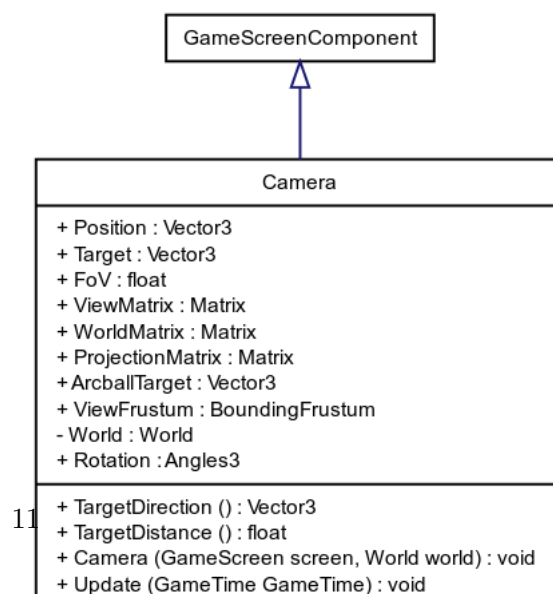 GameScreenComponent
Camera
+ Position : Vector3
+ Target : Vector3
+ FoV : float
+ ViewMatrix : Matrix
+ WorldMatrix : Matrix
+ ProjectionMatrix : Matrix
+ArcballTarget : Vector3
+ ViewFrustum : BoundingFrustum
- World : World
+ Rotation :Angles3
+ TargetDirection () : Vector3
11
+ TargetDistance () : float
+ Camera (GameScreen screen, World world) : void
+ Update (GameTime GameTime) : void